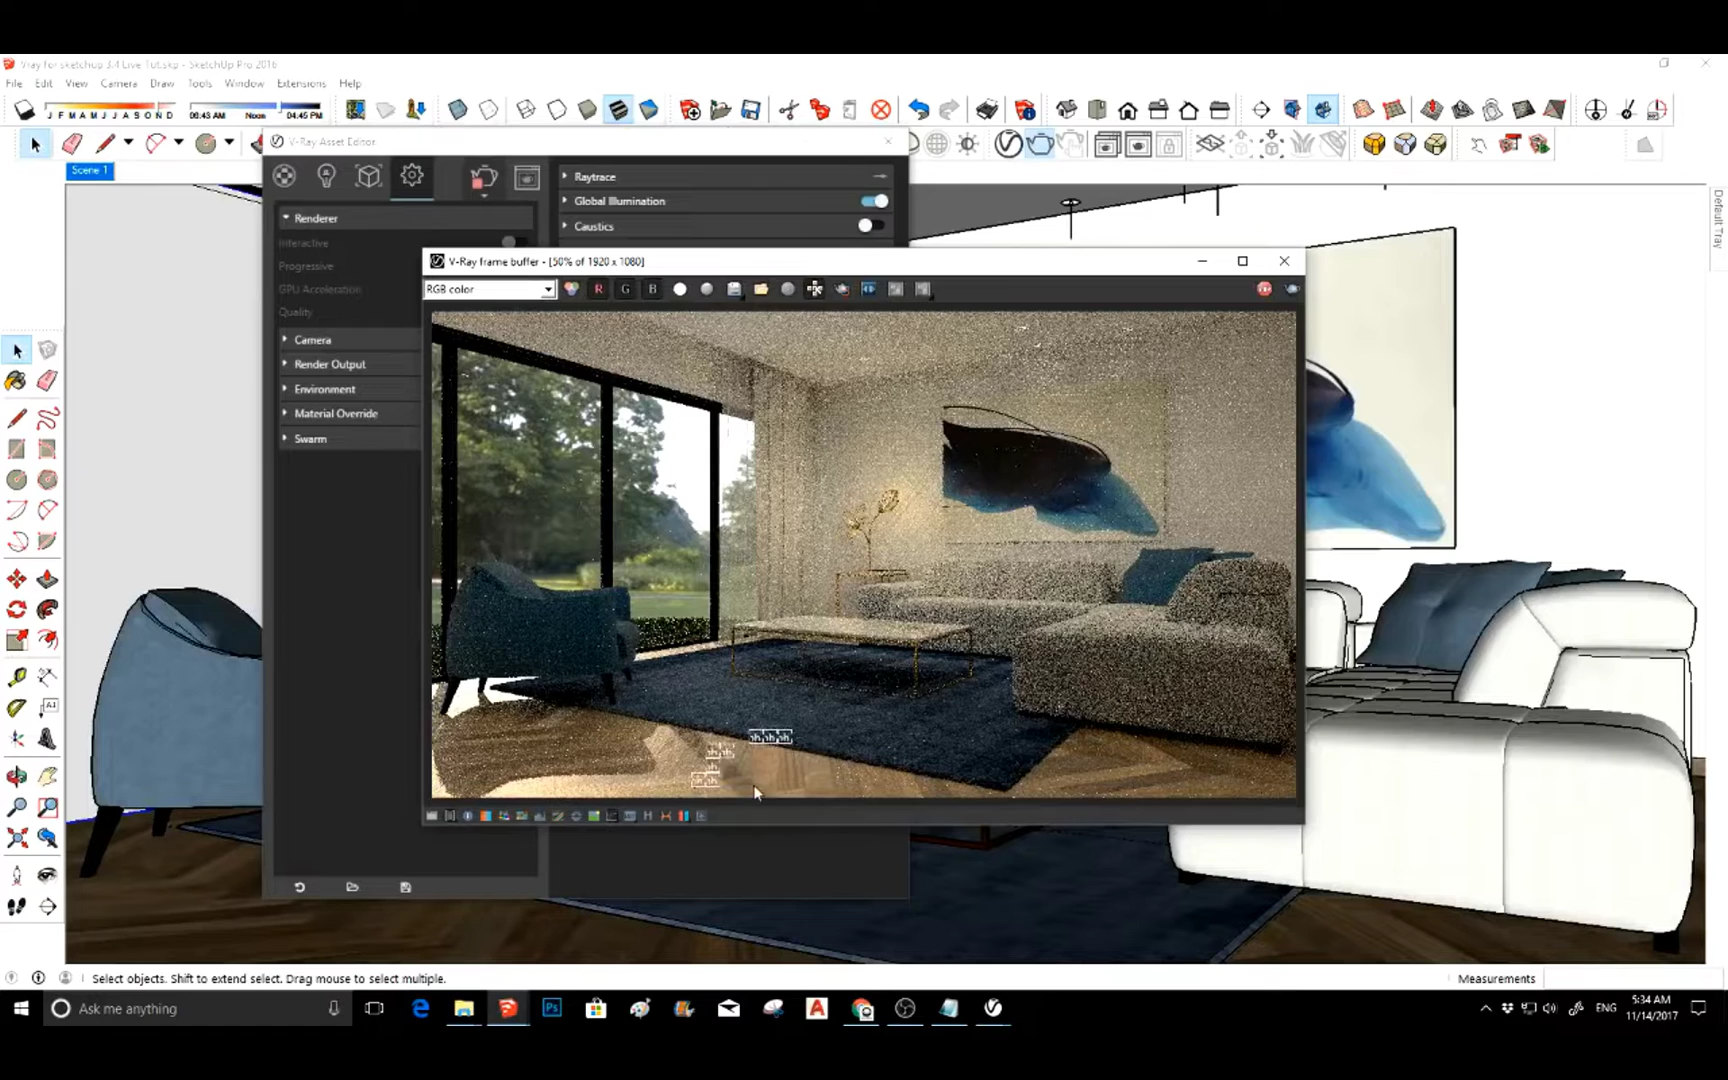 Vray for sketchup 3.4 Live Tut.skp - SketchUp Pro 2016
File Edit View Camera Draw Tools Window Extensions Help
J F M A M J J A S O N D 06:43 AM Noon 04:45 PM
V-Ray Asset Editor
Scene 1
Default Tray
Raytrace
Renderer
Global Illumination
Caustics
Interactive
Progressive
GPU Acceleration
Quality
Camera
Render Output
Environment
Material Override
Swarm
V-Ray frame buffer - [50% of 1920 x 1080]
RGB color
R G B
Select objects. Shift to extend select. Drag mouse to select multiple.
Measurements
Ask me anything
Ps
ENG
5:34 AM
11/14/2017